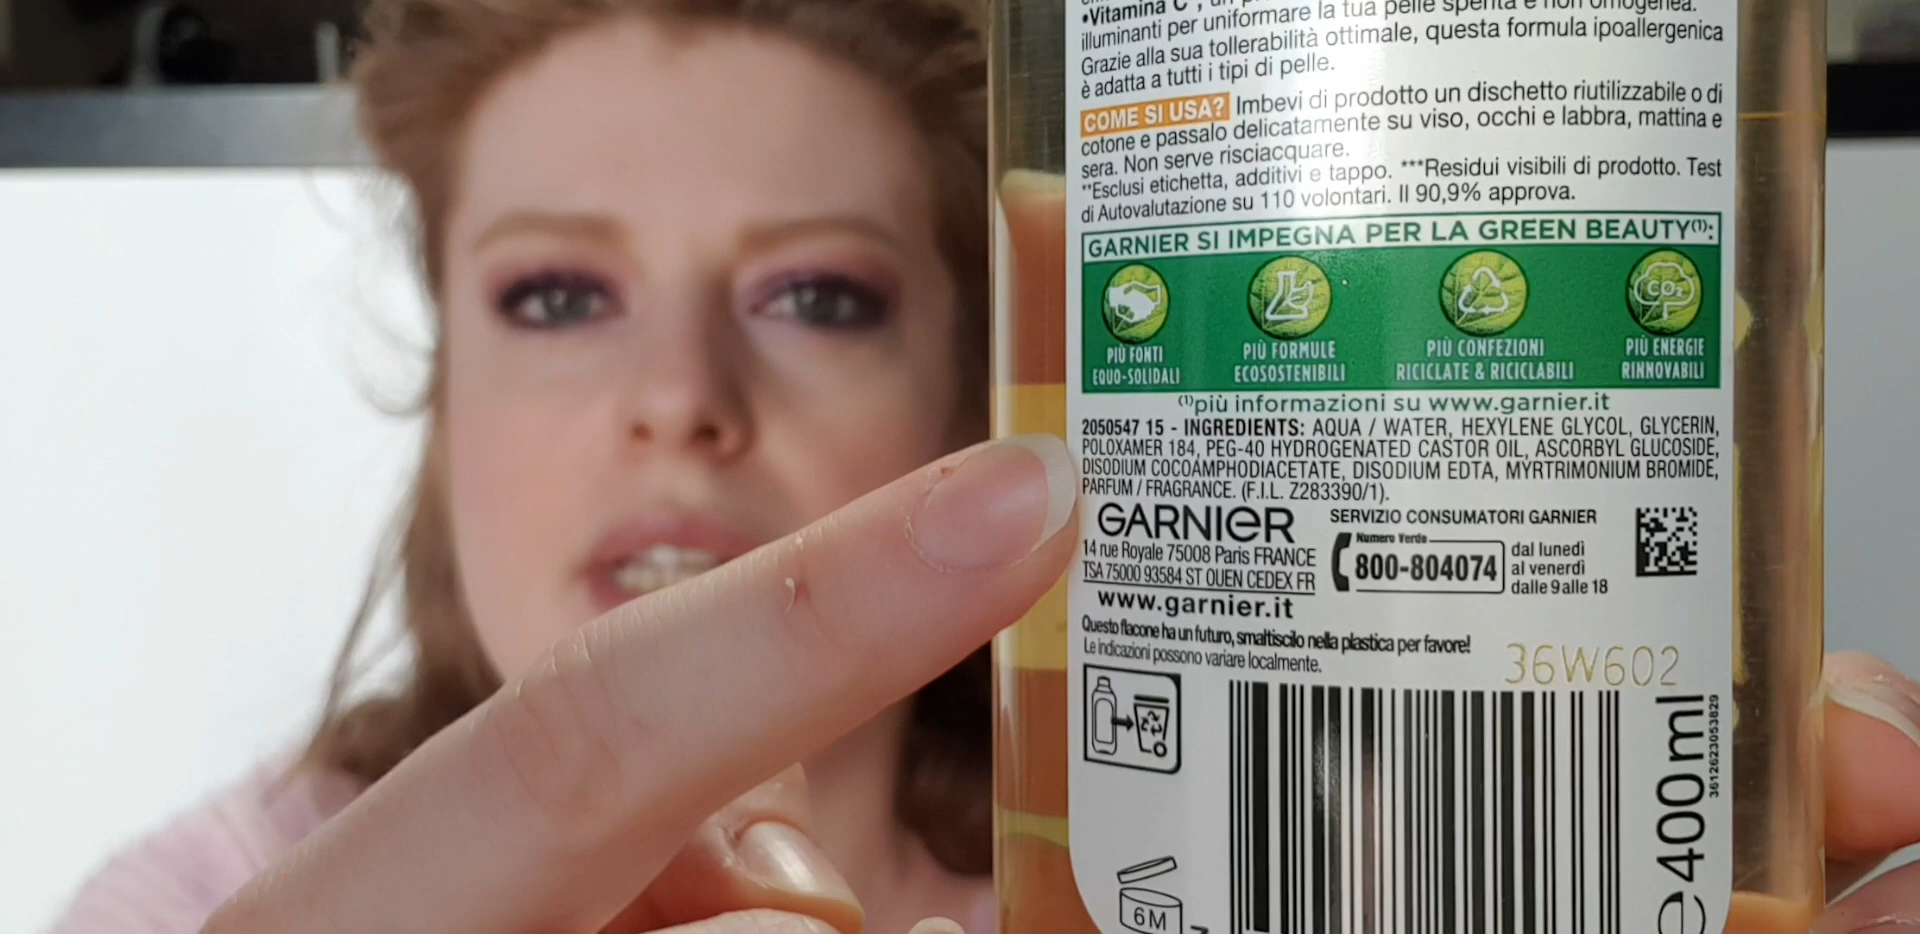 •Vitamina C
illuminanti per uniformare la tua pelle spenta e non omogenea.
Grazie alla sua tollerabilità ottimale, questa formula ipoallergenica
è adatta a tutti i tipi di pelle.
COME SI USA? Imbevi di prodotto un dischetto riutilizzabile o di
cotone e passalo delicatamente su viso, occhi e labbra, mattina e
sera. Non serve risciacquare.
**Esclusi etichetta, additivi e tappo. ***Residui visibili di prodotto. Test
di Autovalutazione su 110 volontari. Il 90,9% approva.
GARNIER SI IMPEGNA PER LA GREEN BEAUTY(1):
CO2
PIÙ FONTI
EQUO-SOLIDALI
PIÙ FORMULE
ECOSOSTENIBILI
PIÙ CONFEZIONI
RICICLATE & RICICLABILI
PIÙ ENERGIE
RINNOVABILI
(1)più informazioni su www.garnier.it
2050547 15 - INGREDIENTS: AQUA / WATER, HEXYLENE GLYCOL, GLYCERIN,
POLOXAMER 184, PEG-40 HYDROGENATED CASTOR OIL, ASCORBYL GLUCOSIDE,
DISODIUM COCOAMPHODIACETATE, DISODIUM EDTA, MYRTRIMONIUM BROMIDE,
PARFUM / FRAGRANCE. (F.I.L. Z283390/1).
GARNIER
14 rue Royale 75008 Paris FRANCE
TSA 75000 93584 ST OUEN CEDEX FR
www.garnier.it
SERVIZIO CONSUMATORI GARNIER
Numero Verde
800-804074
dal lunedì
al venerdì
dalle 9 alle 18
Questo flacone ha un futuro, smaltiscilo nella plastica per favore!
Le indicazioni possono variare localmente.
36W602
6M
e 400ml
3612623053829